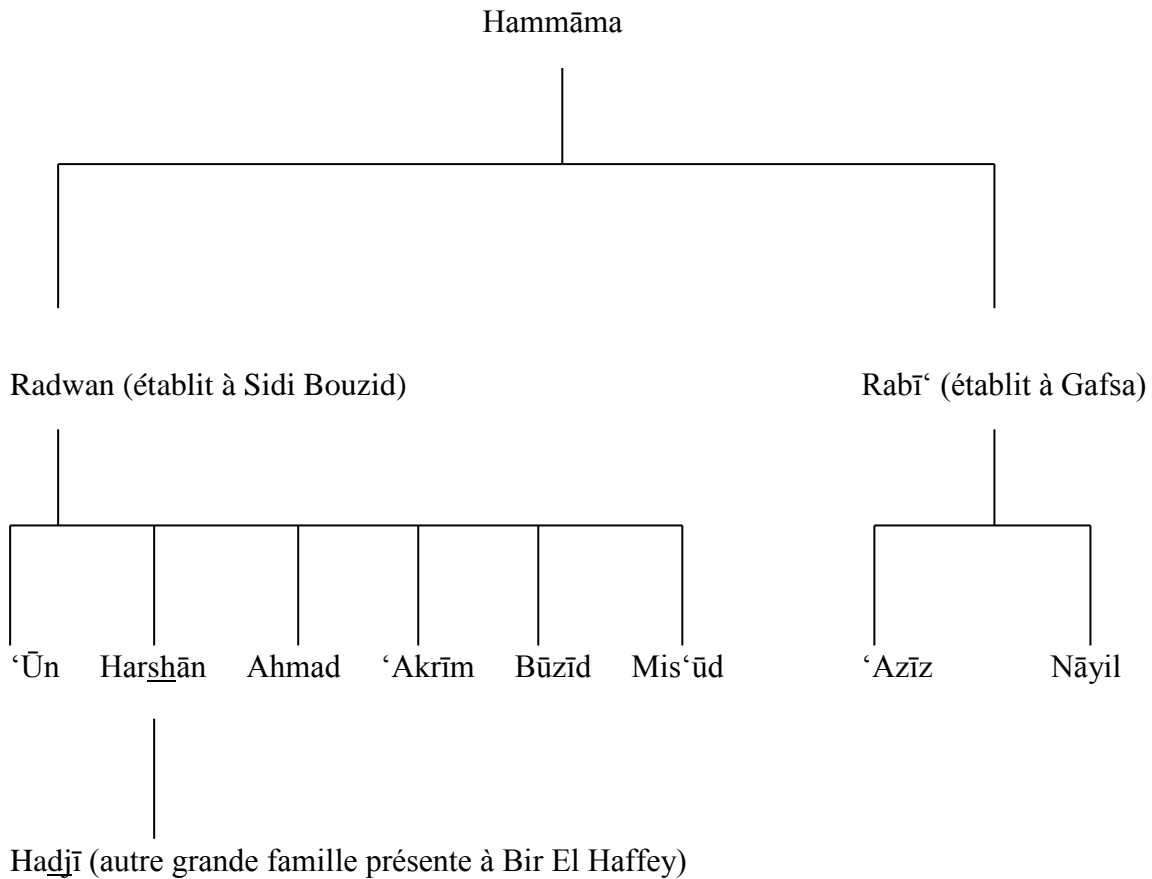 Hammāma
Radwan (établit à Sidi Bouzid) Rabī‘ (établit à Gafsa)
‘Ūn Harshān Ahmad ‘Akrīm Būzīd Mis‘ūd ‘Azīz Nāyil
Hadjī (autre grande famille présente à Bir El Haffey)